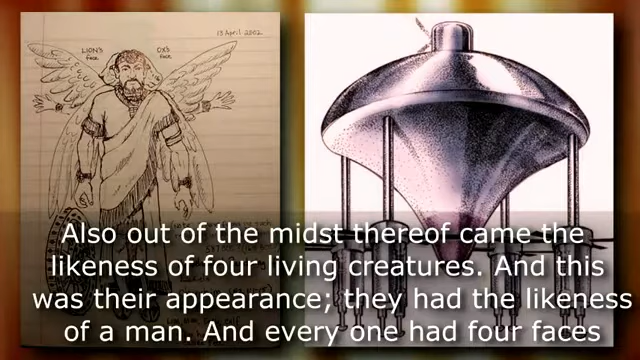 13 April 2002
LION'S face
OX'S face
Also out of the midst thereof came the
likeness of four living creatures. And this
was their appearance; they had the likeness
of a man. And every one had four faces